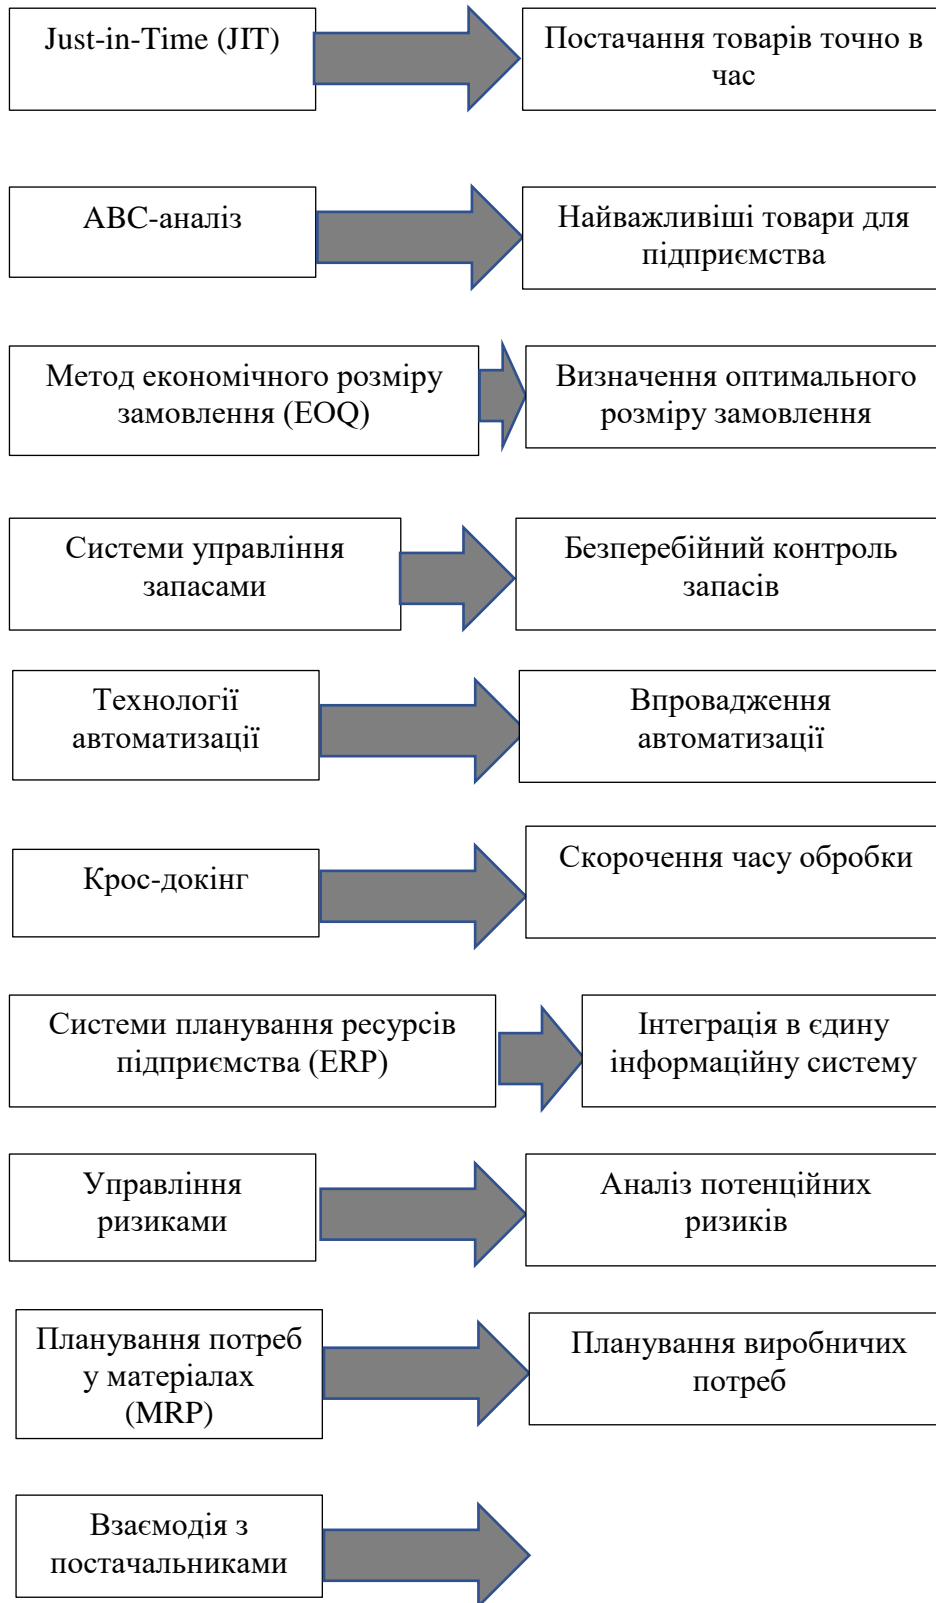 Just-in-Time (JIT)
Постачання товарів точно в
час
АВС-аналіз
Найважливіші товари для
підприємства
Метод економічного розміру
замовлення (EOQ)
Визначення оптимального
розміру замовлення
Системи управління
запасами
Безперебійний контроль
запасів
Технології
автоматизації
Впровадження
автоматизації
Крос-докінг
Скорочення часу обробки
Системи планування ресурсів
підприємства (ERP)
Інтеграція в єдину
інформаційну систему
Управління
ризиками
Аналіз потенційних
ризиків
Планування потреб
у матеріалах
(MRP)
Планування виробничих
потреб
Взаємодія з
постачальниками